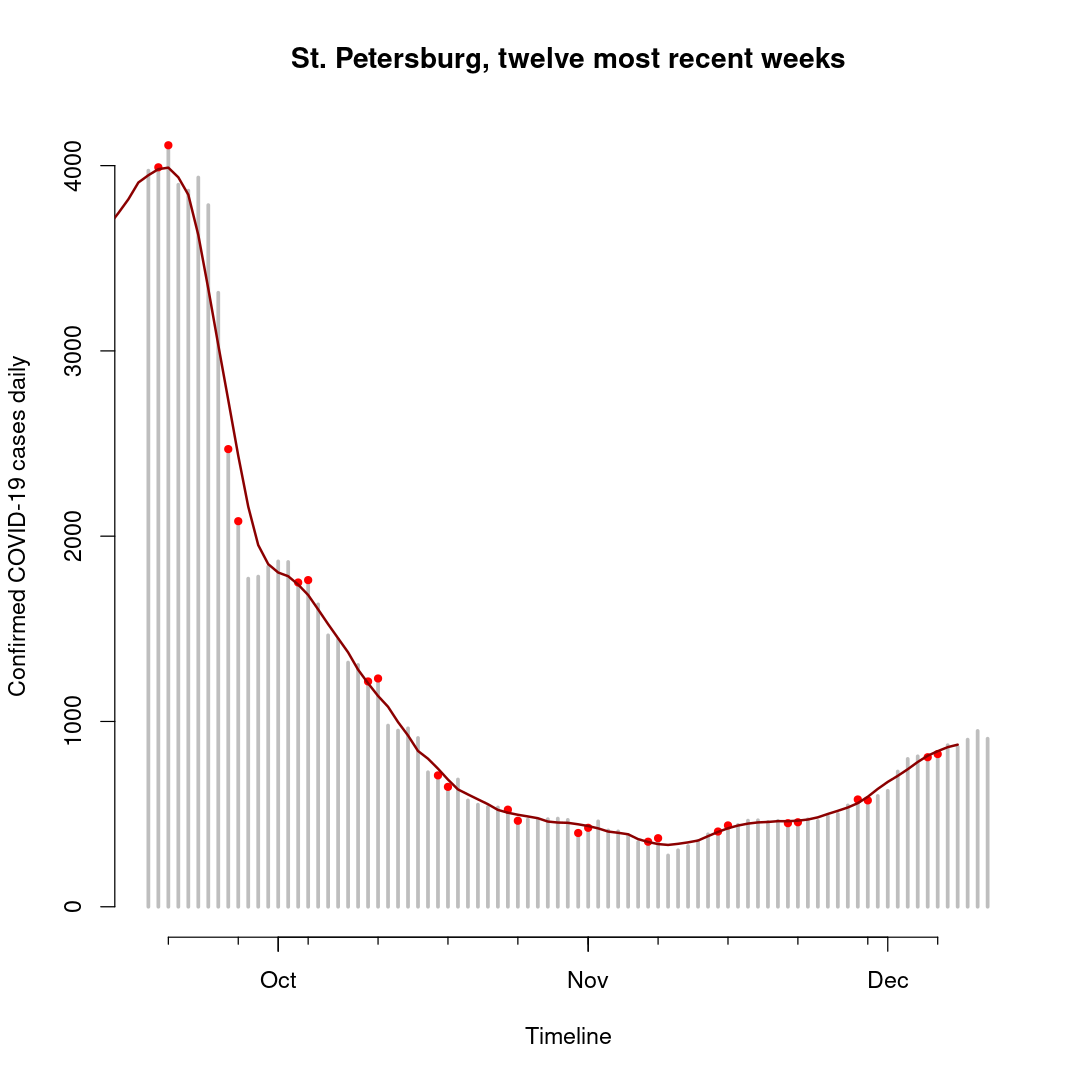 St. Petersburg, twelve most recent weeks
Confirmed COVID-19 cases daily
4000
3000
2000
1000
0
Oct Nov Dec
Timeline